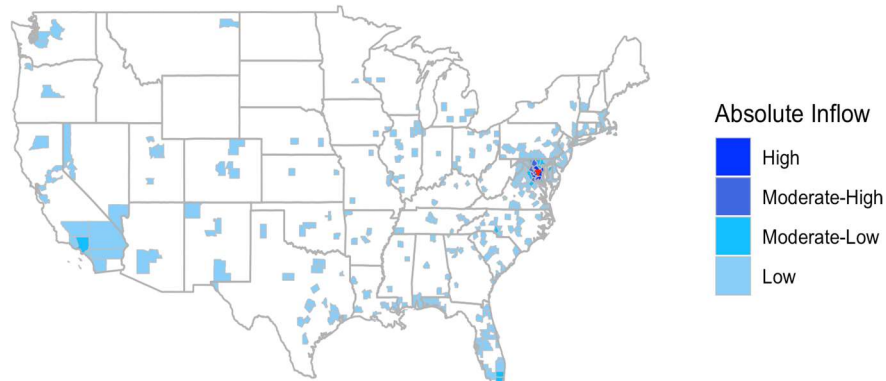 Absolute Inflow
High
Moderate-High
Moderate-Low
Low